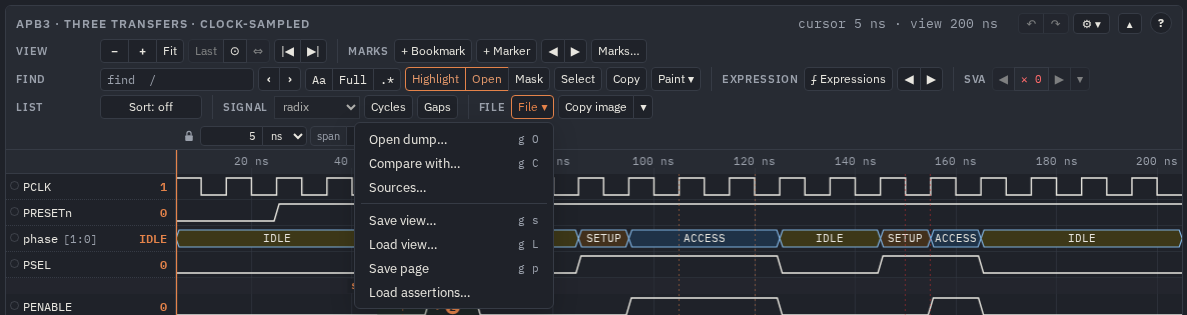 APB3 · THREE TRANSFERS · CLOCK-SAMPLED cursor 5 ns · view 200 ns ↶ ↷ ⚙ ▾ ▴ ?
VIEW − + Fit Last ⊙ ⇔ |◀ ▶| MARKS + Bookmark + Marker ◀ ▶ Marks…
FIND find / ‹ › Aa Full .* Highlight Open Mask Select Copy Paint ▾ EXPRESSION ⨍ Expressions ◀ ▶ SVA ◀ × 0 ▶ ▾
LIST Sort: off SIGNAL radix Cycles Gaps FILE File ▾ Copy image ▾
5 ns span
Open dump… g O
Compare with… g C
Sources…
Save view… g s
Load view… g L
Save page g p
Load assertions…
20 ns 40 ns 100 ns 120 ns 140 ns 160 ns 180 ns 200 ns
PCLK 1
PRESETn 0
phase [1:0] IDLE IDLE SETUP ACCESS IDLE SETUP ACCESS IDLE
PSEL 0
PENABLE 0